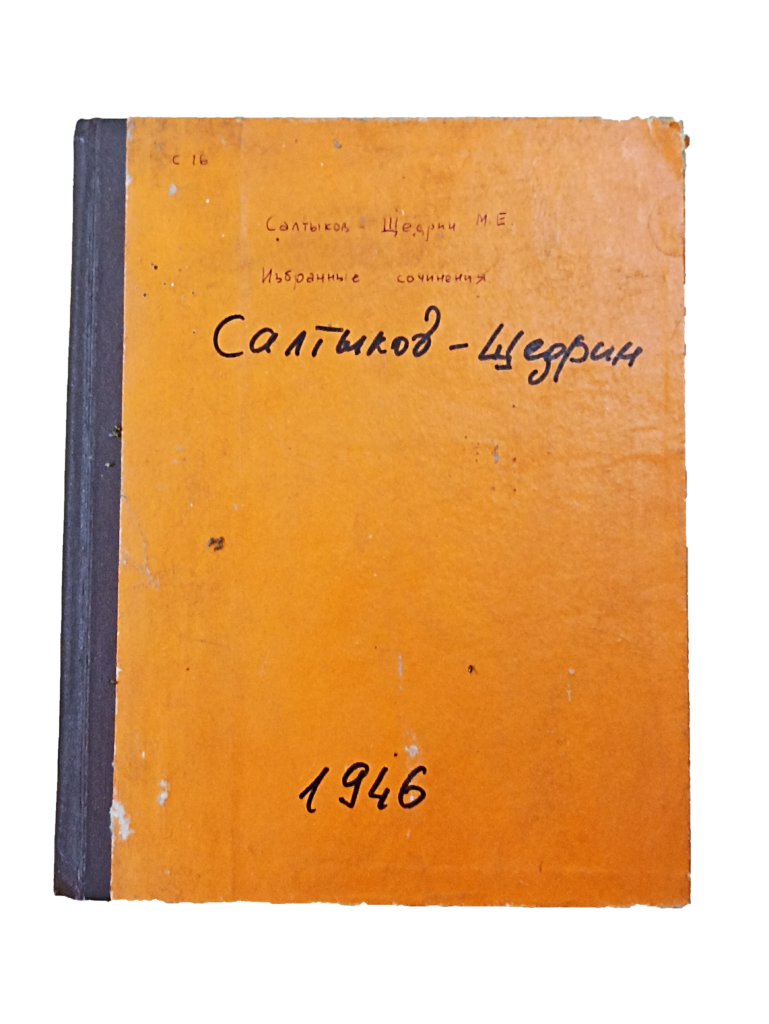 С 16
Салтыков - Щедрин М.Е.
Избранные сочинения
Салтыков - Щедрин
1946